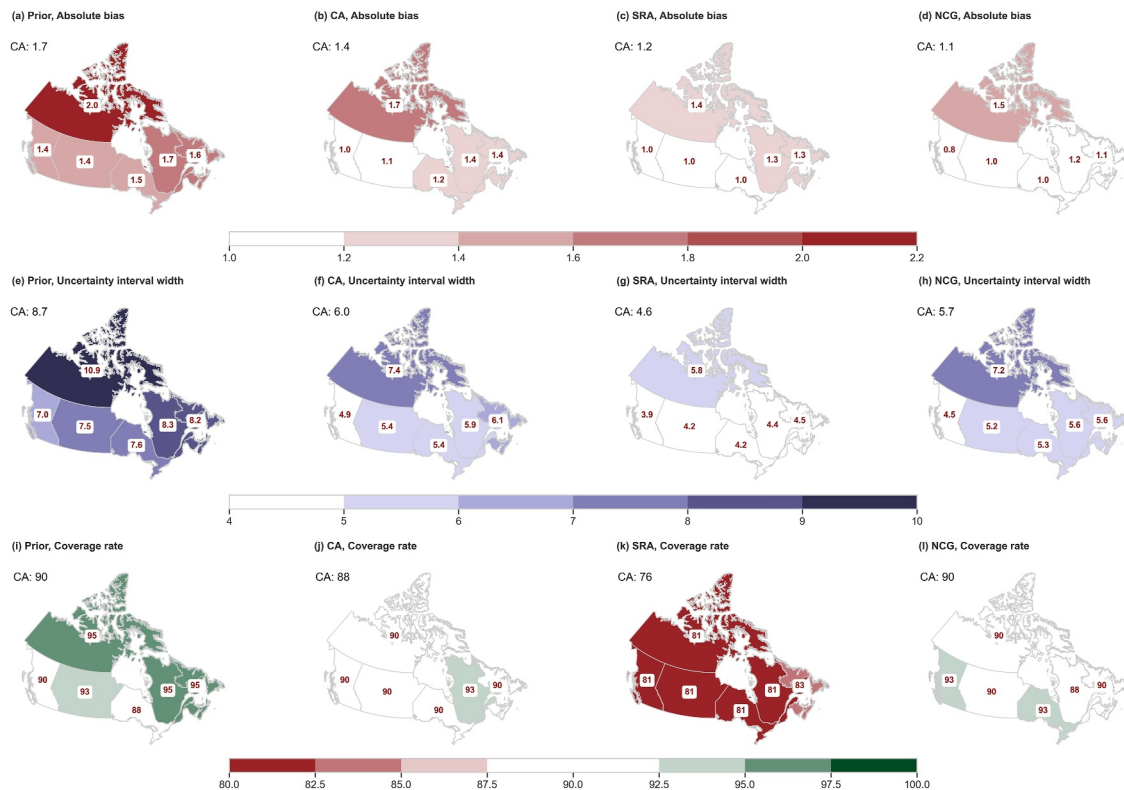 (a) Prior, Absolute bias
(b) CA, Absolute bias
(c) SRA, Absolute bias
(d) NCG, Absolute bias
CA: 1.7
CA: 1.4
CA: 1.2
CA: 1.1
2.0
1.4
1.4
1.5
1.7
1.6
1.7
1.0
1.1
1.2
1.4
1.4
1.4
1.0
1.0
1.0
1.3
1.3
1.5
0.8
1.0
1.0
1.2
1.1
1.0 1.2 1.4 1.6 1.8 2.0 2.2
(e) Prior, Uncertainty interval width
(f) CA, Uncertainty interval width
(g) SRA, Uncertainty interval width
(h) NCG, Uncertainty interval width
CA: 8.7
CA: 6.0
CA: 4.6
CA: 5.7
10.9
7.0
7.5
7.6
8.3
8.2
7.4
4.9
5.4
5.4
5.9
6.1
5.8
3.9
4.2
4.2
4.4
4.5
7.2
4.5
5.2
5.3
5.6
5.6
4 5 6 7 8 9 10
(i) Prior, Coverage rate
(j) CA, Coverage rate
(k) SRA, Coverage rate
(l) NCG, Coverage rate
CA: 90
CA: 88
CA: 76
CA: 90
95
90
93
88
95
95
90
90
90
90
93
90
81
81
81
81
81
83
90
93
90
93
88
90
80.0 82.5 85.0 87.5 90.0 92.5 95.0 97.5 100.0